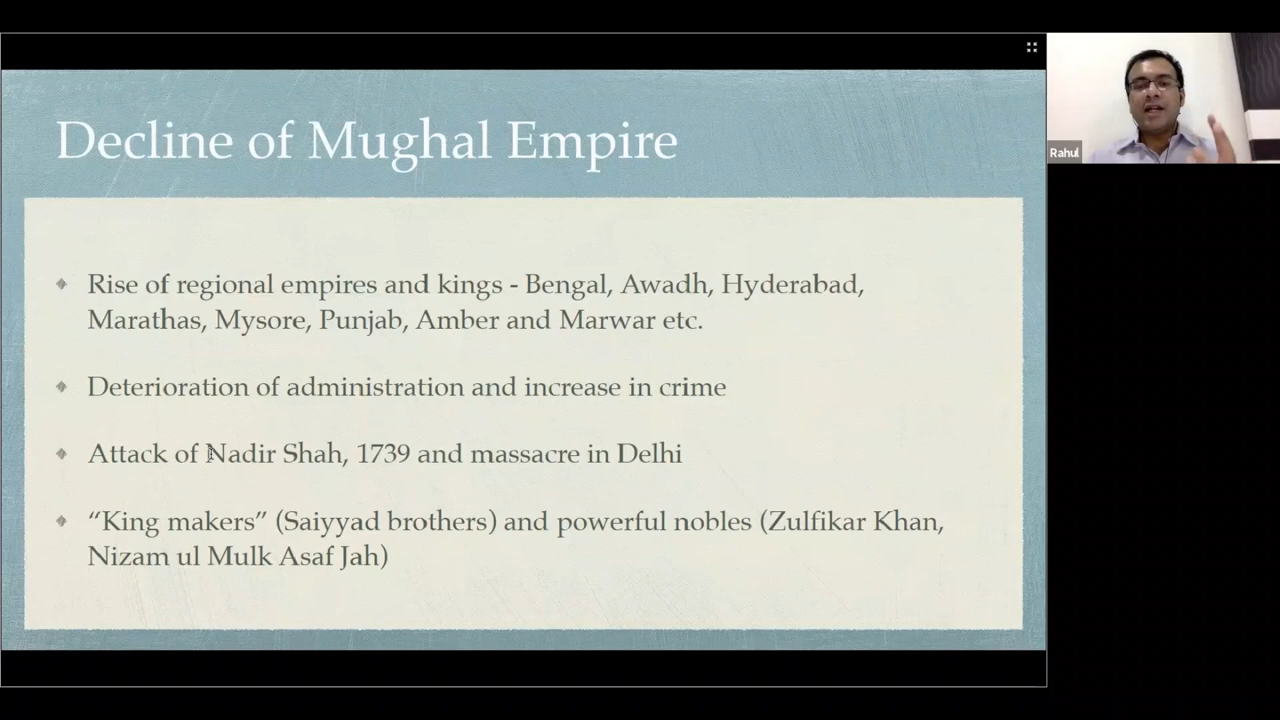 Decline of Mughal Empire
Rise of regional empires and kings - Bengal, Awadh, Hyderabad,
Marathas, Mysore, Punjab, Amber and Marwar etc.
Deterioration of administration and increase in crime
Attack of Nadir Shah, 1739 and massacre in Delhi
“King makers” (Saiyyad brothers) and powerful nobles (Zulfikar Khan,
Nizam ul Mulk Asaf Jah)
Rahul